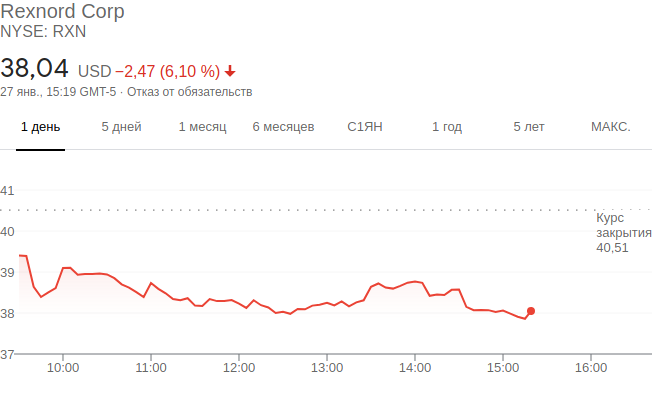 Rexnord Corp
NYSE: RXN
38,04 USD −2,47 (6,10 %)
27 янв., 15:19 GMT-5 · Отказ от обязательств
1 день 5 дней 1 месяц 6 месяцев С1ЯН 1 год 5 лет МАКС.
41
Курс
закрытия
40,51
40
39
38
37
10:00 11:00 12:00 13:00 14:00 15:00 16:00